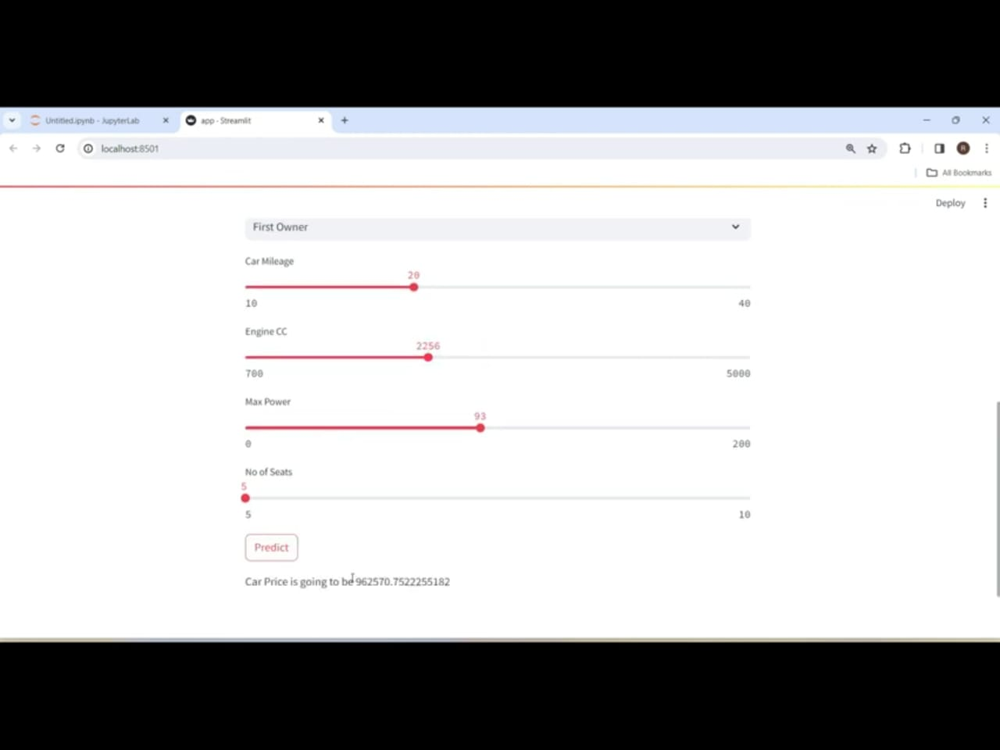 Untitled.ipynb - JupyterLab
app - Streamlit
localhost:8501
R
All Bookmarks
Deploy
First Owner
Car Mileage
20
10 40
Engine CC
2256
700 5000
Max Power
93
0 200
No of Seats
5
5 10
Predict
Car Price is going to be 962570.7522255182